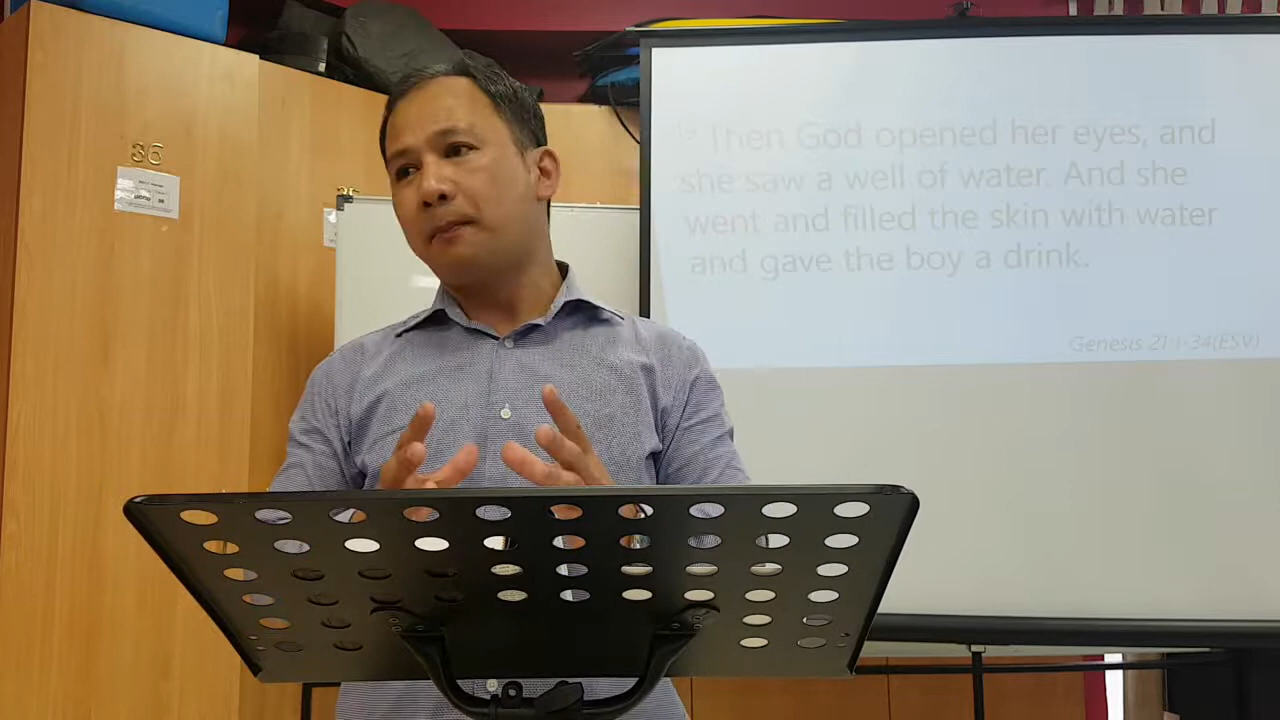 36
19 Then God opened her eyes, and
she saw a well of water. And she
went and filled the skin with water
and gave the boy a drink.
Genesis 21:1-34(ESV)